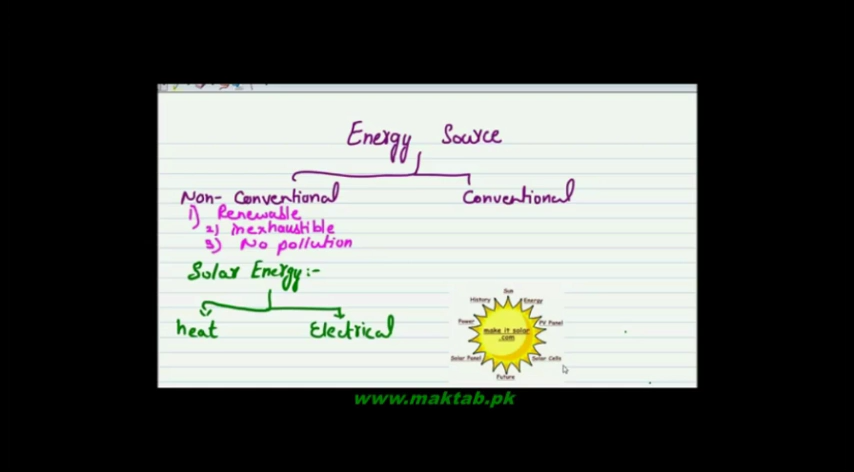 Energy Source
Non-Conventional Conventional
1) Renewable
2) inexhaustible
3) No pollution
Solar Energy:-
heat Electrical
Sun
History Energy
Power PV Panel
make it solar
.com
Solar Panel Solar Cells
Future
www.maktab.pk